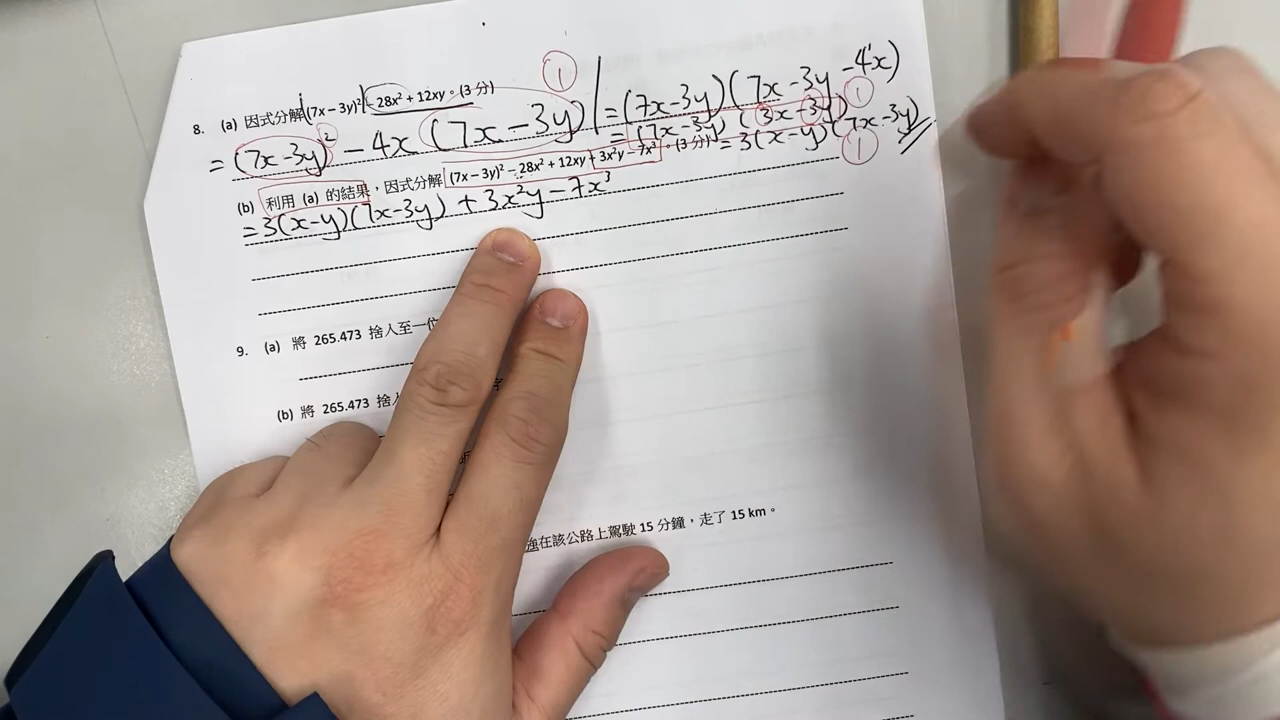 8. (a) 因式分解 (7x – 3y)² – 28x² + 12xy。(3 分)
= (7x – 3y)² – 4x (7x – 3y)
①
= (7x – 3y) (7x – 3y – 4x)
①
= (7x – 3y) (3x – 3y)
= 3(x – y)(7x – 3y)
①
(b) 利用 (a) 的結果，因式分解 (7x – 3y)² – 28x² + 12xy + 3x²y – 7x³。(3 分)
= 3(x – y)(7x – 3y) + 3x²y – 7x³
9. (a) 將 265.473 捨入至一位
(b) 將 265.473 捨入
強在該公路上駕駛 15 分鐘，走了 15 km。